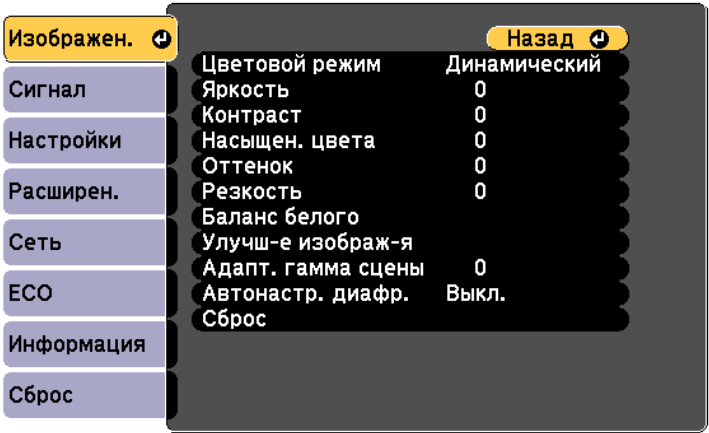 Изображен.
Сигнал
Настройки
Расширен.
Сеть
ECO
Информация
Сброс
Назад
Цветовой режим Динамический
Яркость 0
Контраст 0
Насыщен. цвета 0
Оттенок 0
Резкость 0
Баланс белого
Улучш-е изображ-я
Адапт. гамма сцены 0
Автонастр. диафр. Выкл.
Сброс